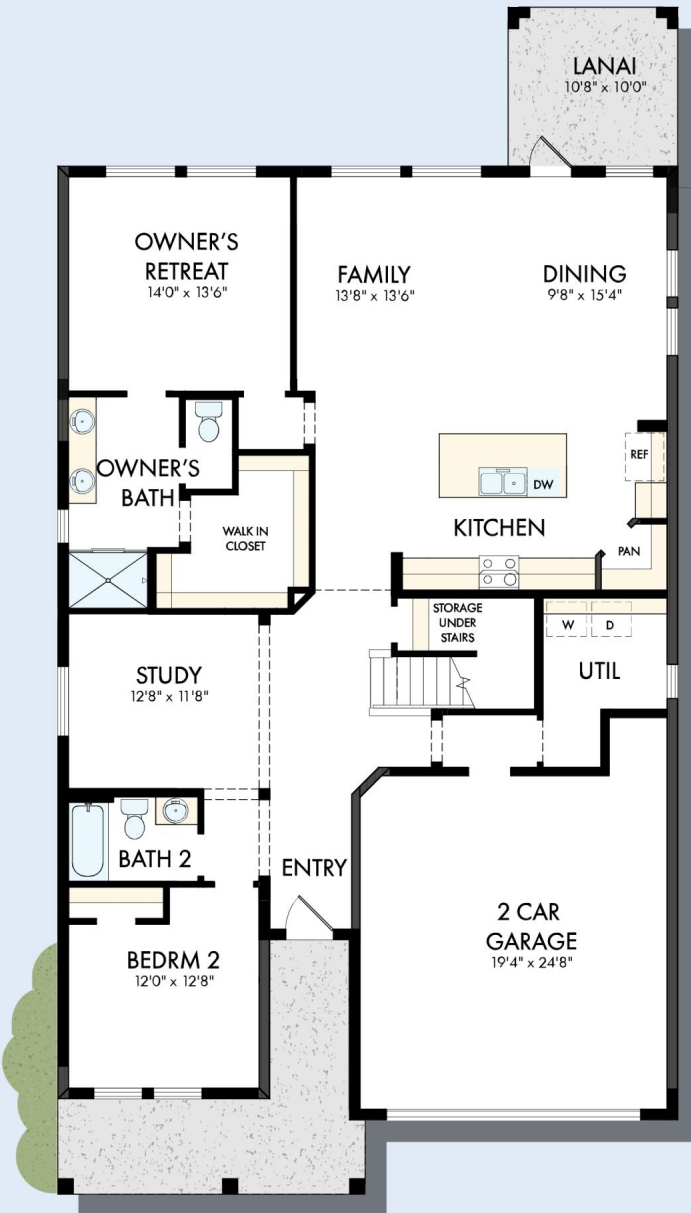 LANAI
10'8" x 10'0"
OWNER'S
RETREAT
14'0" x 13'6"
FAMILY
13'8" x 13'6"
DINING
9'8" x 15'4"
OWNER'S
BATH
WALK IN
CLOSET
REF
DW
KITCHEN
PAN
STORAGE
UNDER
STAIRS
W
D
UTIL
STUDY
12'8" x 11'8"
BATH 2
ENTRY
2 CAR
GARAGE
19'4" x 24'8"
BEDRM 2
12'0" x 12'8"